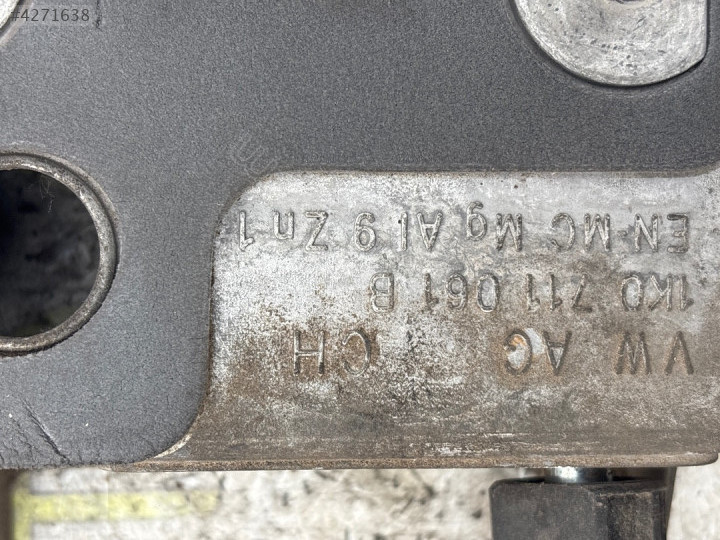 #4271638
VW AG CH
1K0 711 061 B
EN-MC Mg Al 9 Zn 1